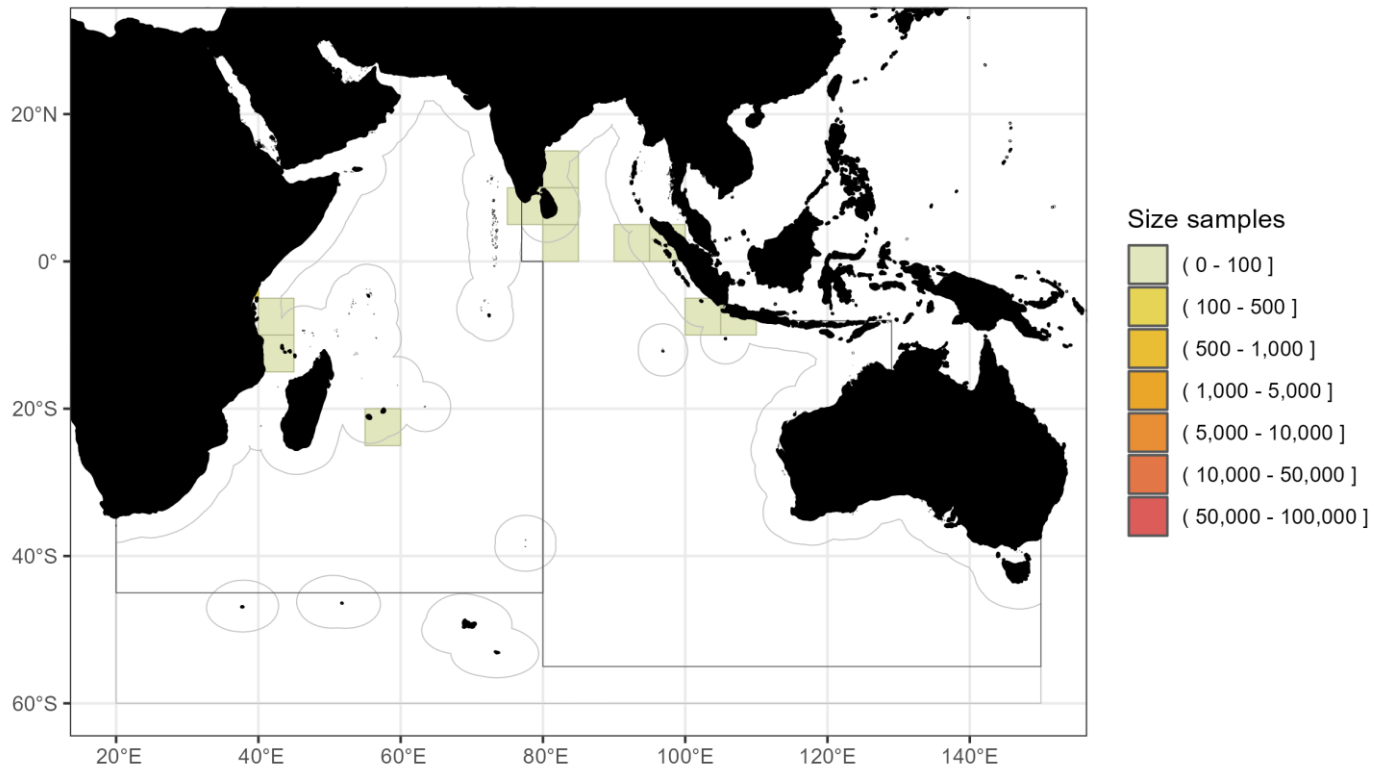 20°N
0°
20°S
40°S
60°S
20°E
40°E
60°E
80°E
100°E
120°E
140°E
Size samples
( 0 - 100 ]
( 100 - 500 ]
( 500 - 1,000 ]
( 1,000 - 5,000 ]
( 5,000 - 10,000 ]
( 10,000 - 50,000 ]
( 50,000 - 100,000 ]